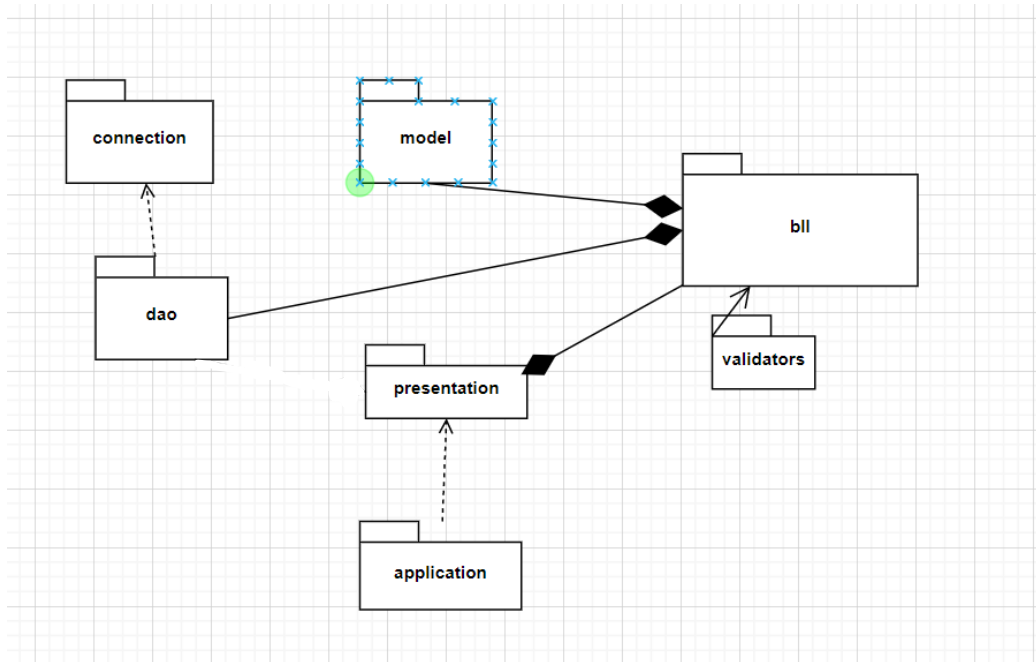 connection
model
bll
dao
validators
presentation
application